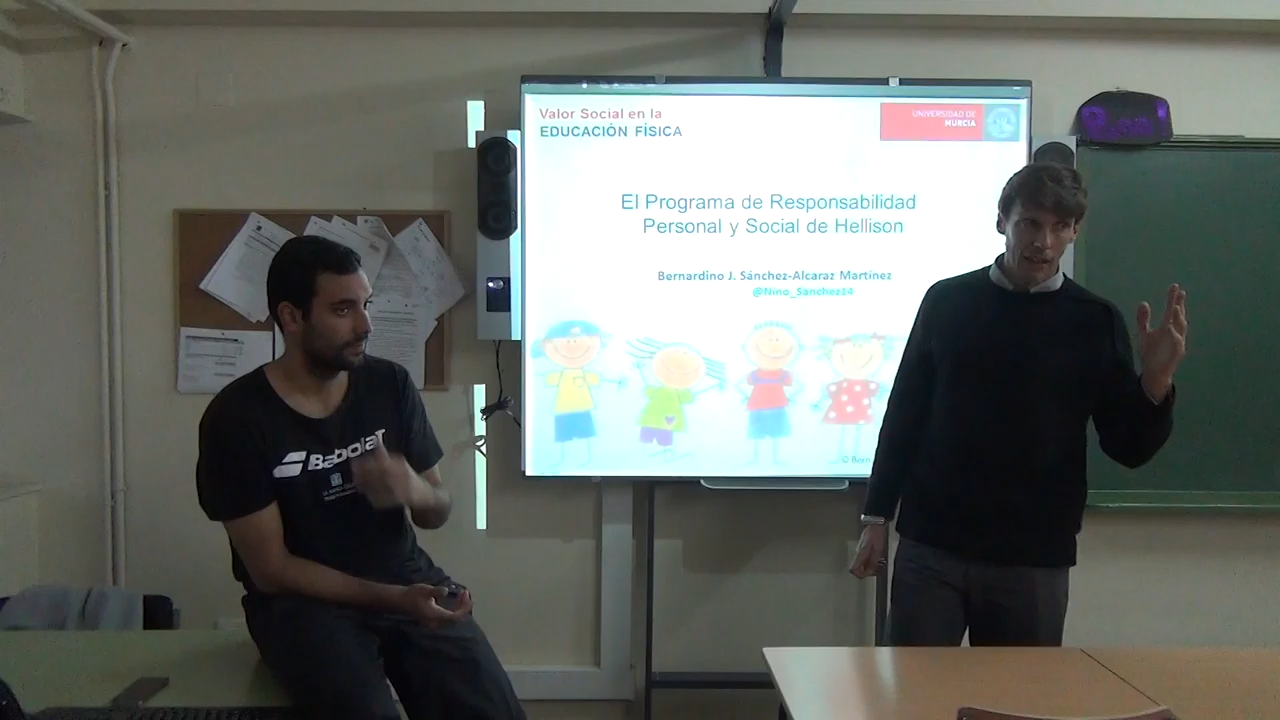 Valor Social en la
EDUCACIÓN FÍSICA
UNIVERSIDAD DE
MURCIA
El Programa de Responsabilidad
Personal y Social de Hellison
Bernardino J. Sánchez-Alcaraz Martínez
@Nino_Sanchez14
© Bern
Babolat